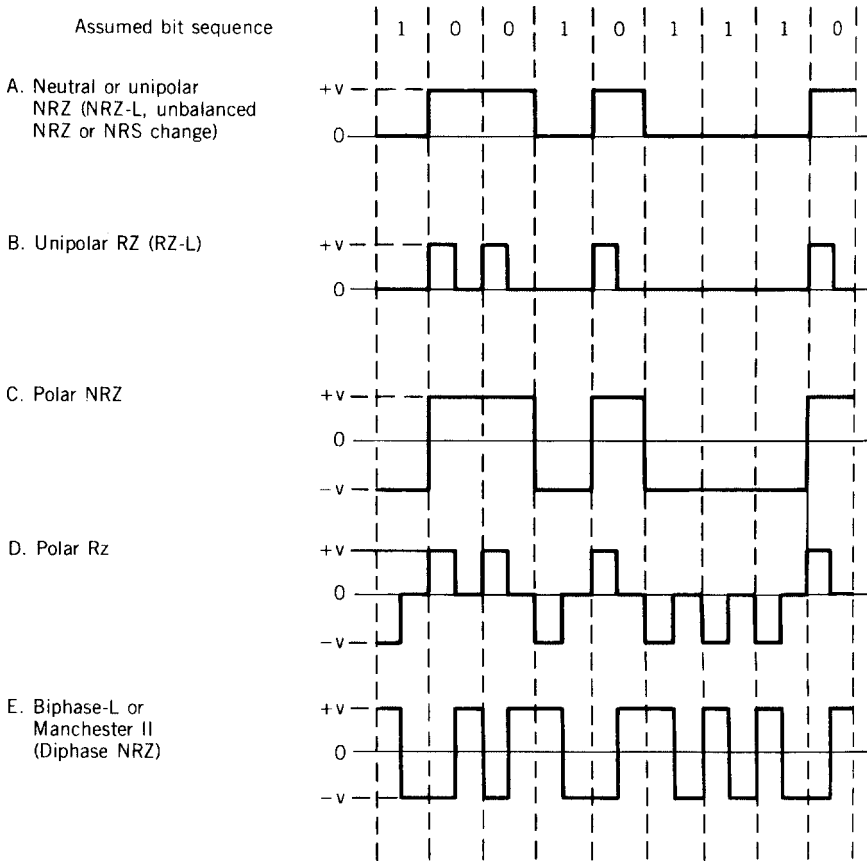 Assumed bit sequence 1 0 0 1 0 1 1 1 0
A. Neutral or unipolar
NRZ (NRZ-L, unbalanced
NRZ or NRS change)
+v
0
B. Unipolar RZ (RZ-L)
+v
0
C. Polar NRZ
+v
0
-v
D. Polar Rz
+v
0
-v
E. Biphase-L or
Manchester II
(Diphase NRZ)
+v
0
-v